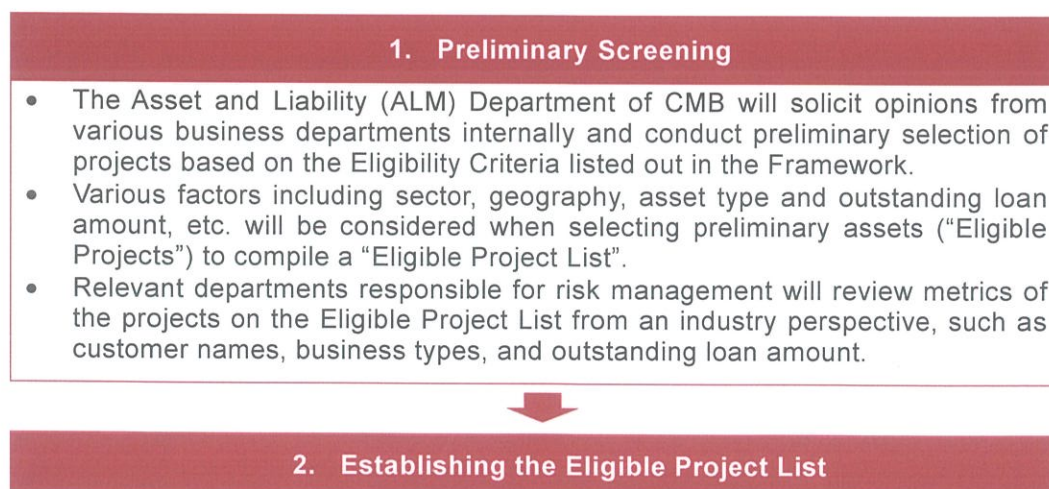 1. Preliminary Screening
• The Asset and Liability (ALM) Department of CMB will solicit opinions from
various business departments internally and conduct preliminary selection of
projects based on the Eligibility Criteria listed out in the Framework.
• Various factors including sector, geography, asset type and outstanding loan
amount, etc. will be considered when selecting preliminary assets (“Eligible
Projects”) to compile a “Eligible Project List”.
• Relevant departments responsible for risk management will review metrics of
the projects on the Eligible Project List from an industry perspective, such as
customer names, business types, and outstanding loan amount.
2. Establishing the Eligible Project List